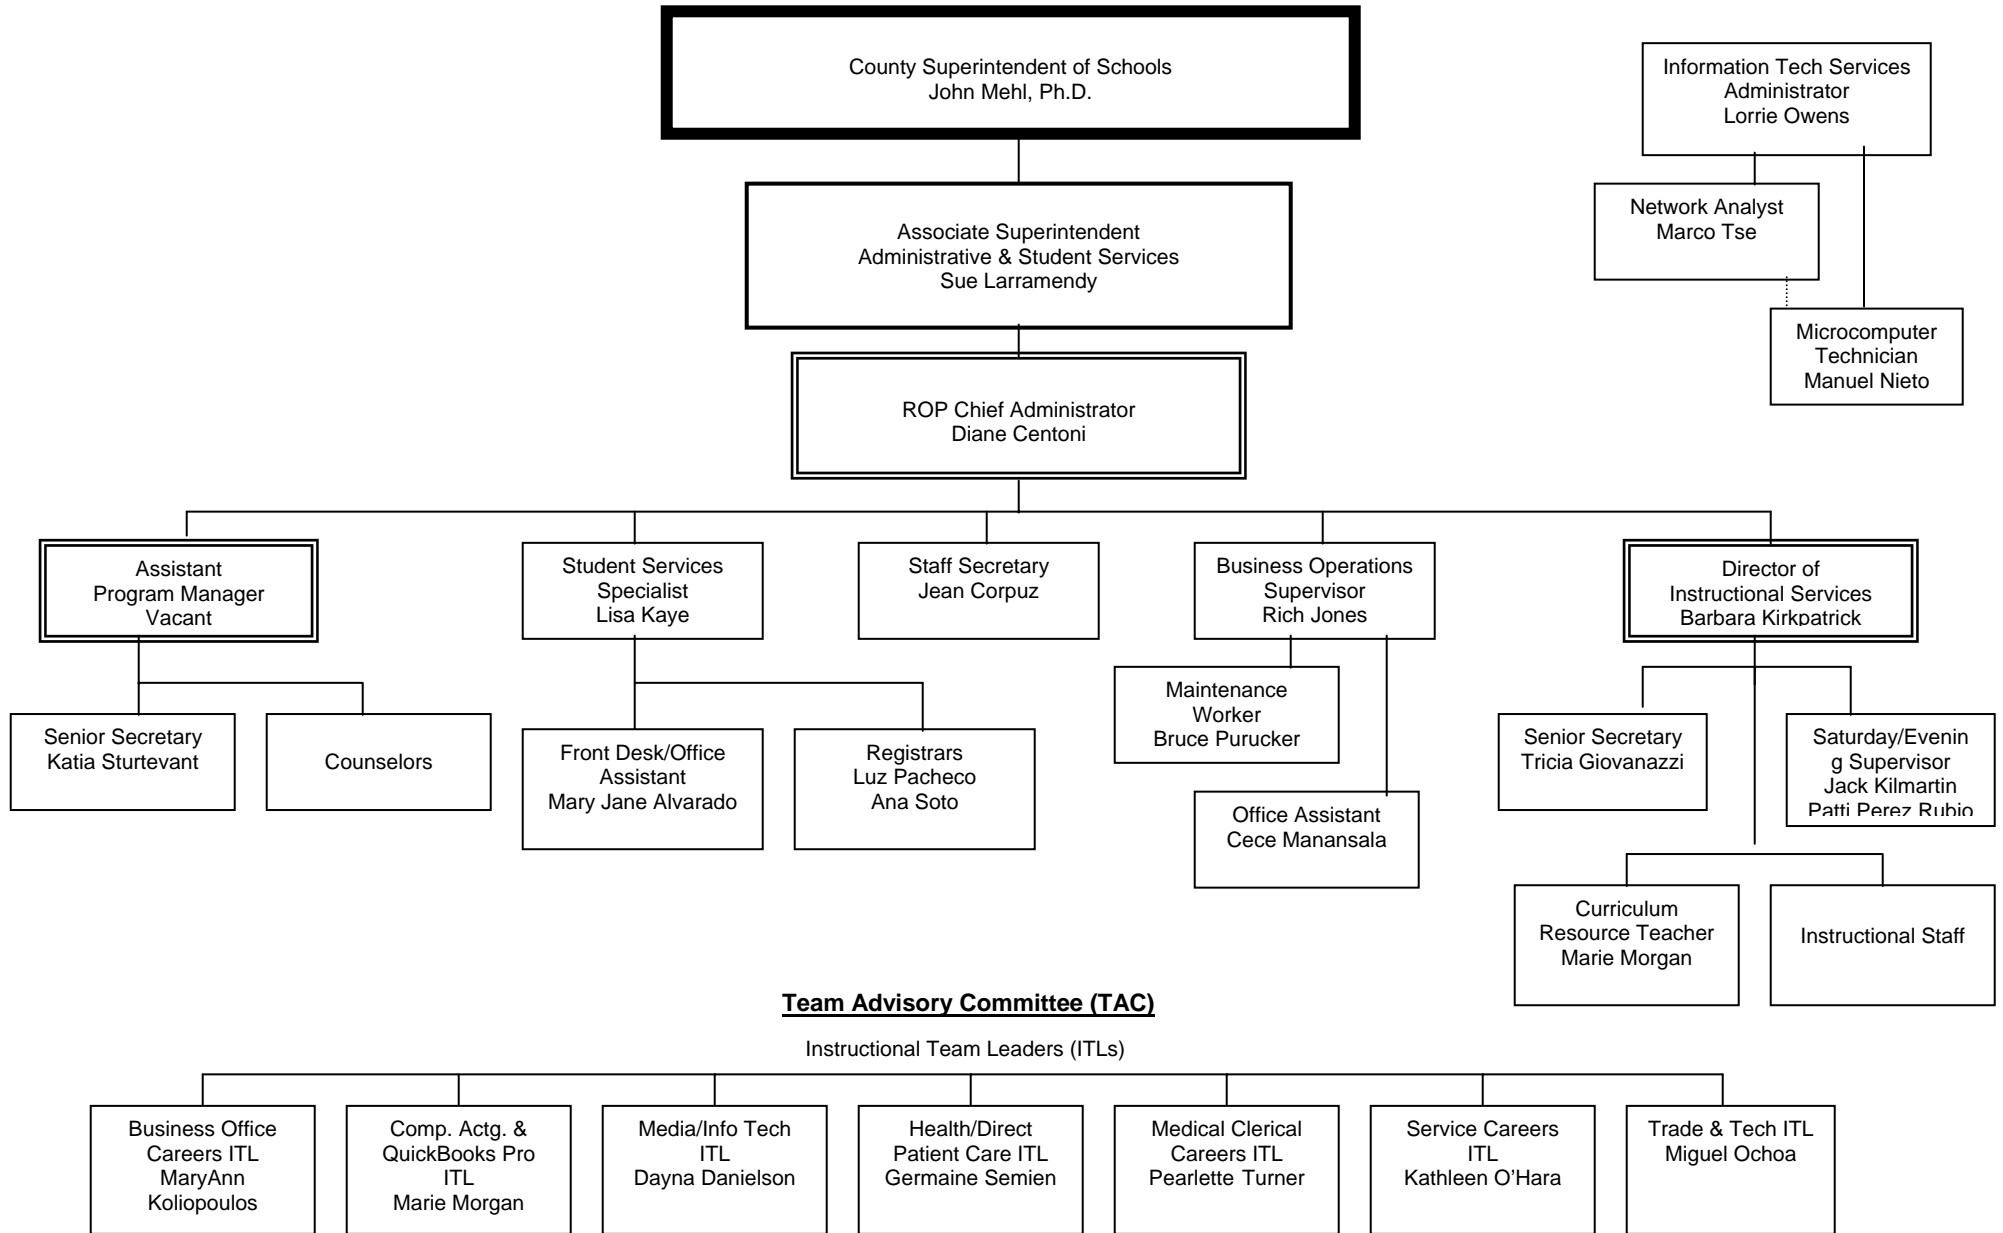 County Superintendent of Schools
John Mehl, Ph.D.
Information Tech Services
Administrator
Lorrie Owens
Associate Superintendent
Administrative & Student Services
Sue Larramendy
Network Analyst
Marco Tse
Microcomputer
Technician
Manuel Nieto
ROP Chief Administrator
Diane Centoni
Assistant
Program Manager
Vacant
Student Services
Specialist
Lisa Kaye
Staff Secretary
Jean Corpuz
Business Operations
Supervisor
Rich Jones
Director of
Instructional Services
Barbara Kirkpatrick
Senior Secretary
Katia Sturtevant
Counselors
Front Desk/Office
Assistant
Mary Jane Alvarado
Registrars
Luz Pacheco
Ana Soto
Maintenance
Worker
Bruce Purucker
Office Assistant
Cece Manansala
Senior Secretary
Tricia Giovanazzi
Saturday/Evenin
g Supervisor
Jack Kilmartin
Patti Perez Rubio
Curriculum
Resource Teacher
Marie Morgan
Instructional Staff
Team Advisory Committee (TAC)
Instructional Team Leaders (ITLs)
Business Office
Careers ITL
MaryAnn
Koliopoulos
Comp. Actg. &
QuickBooks Pro
ITL
Marie Morgan
Media/Info Tech
ITL
Dayna Danielson
Health/Direct
Patient Care ITL
Germaine Semien
Medical Clerical
Careers ITL
Pearlette Turner
Service Careers
ITL
Kathleen O’Hara
Trade & Tech ITL
Miguel Ochoa